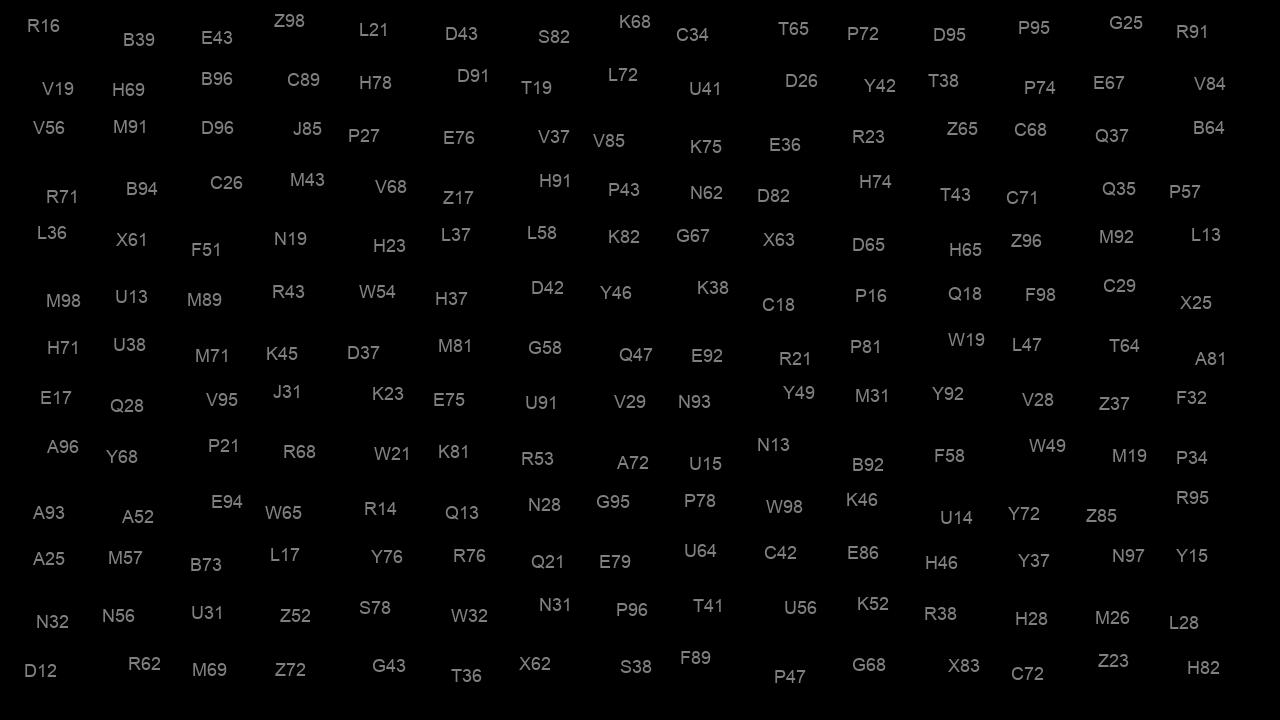 R16 B39 E43 Z98 L21 D43 S82 K68 C34 T65 P72 D95 P95 G25 R91
V19 H69 B96 C89 H78 D91 T19 L72 U41 D26 Y42 T38 P74 E67 V84
V56 M91 D96 J85 P27 E76 V37 V85 K75 E36 R23 Z65 C68 Q37 B64
R71 B94 C26 M43 V68 Z17 H91 P43 N62 D82 H74 T43 C71 Q35 P57
L36 X61 F51 N19 H23 L37 L58 K82 G67 X63 D65 H65 Z96 M92 L13
M98 U13 M89 R43 W54 H37 D42 Y46 K38 C18 P16 Q18 F98 C29 X25
H71 U38 M71 K45 D37 M81 G58 Q47 E92 R21 P81 W19 L47 T64 A81
E17 Q28 V95 J31 K23 E75 U91 V29 N93 Y49 M31 Y92 V28 Z37 F32
A96 Y68 P21 R68 W21 K81 R53 A72 U15 N13 B92 F58 W49 M19 P34
A93 A52 E94 W65 R14 Q13 N28 G95 P78 W98 K46 U14 Y72 Z85 R95
A25 M57 B73 L17 Y76 R76 Q21 E79 U64 C42 E86 H46 Y37 N97 Y15
N32 N56 U31 Z52 S78 W32 N31 P96 T41 U56 K52 R38 H28 M26 L28
D12 R62 M69 Z72 G43 T36 X62 S38 F89 P47 G68 X83 C72 Z23 H82